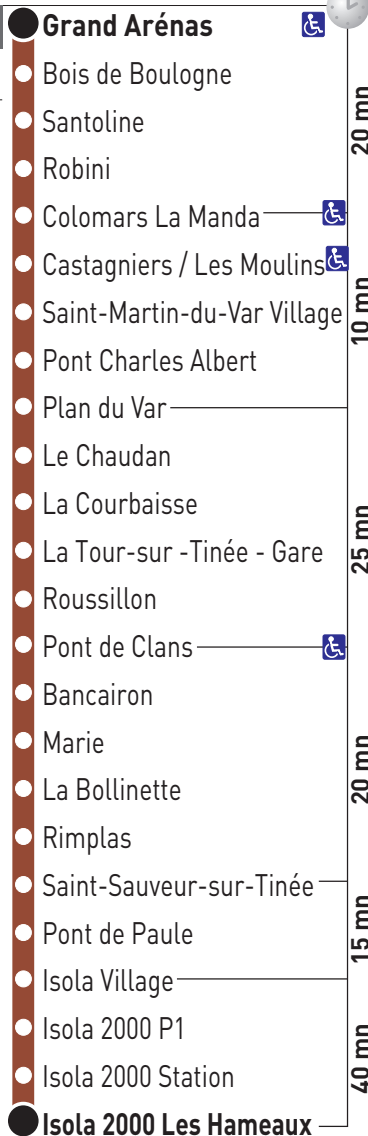 Grand Arénas
Bois de Boulogne
20 mn
Santoline
Robini
Colomars La Manda
Castagniers / Les Moulins
10 mn
Saint-Martin-du-Var Village
Pont Charles Albert
Plan du Var
Le Chaudan
La Courbaisse
25 mn
La Tour-sur -Tinée - Gare
Roussillon
Pont de Clans
Bancairon
Marie
20 mn
La Bollinette
Rimplas
Saint-Sauveur-sur-Tinée
Pont de Paule
15 mn
Isola Village
Isola 2000 P1
40 mn
Isola 2000 Station
Isola 2000 Les Hameaux